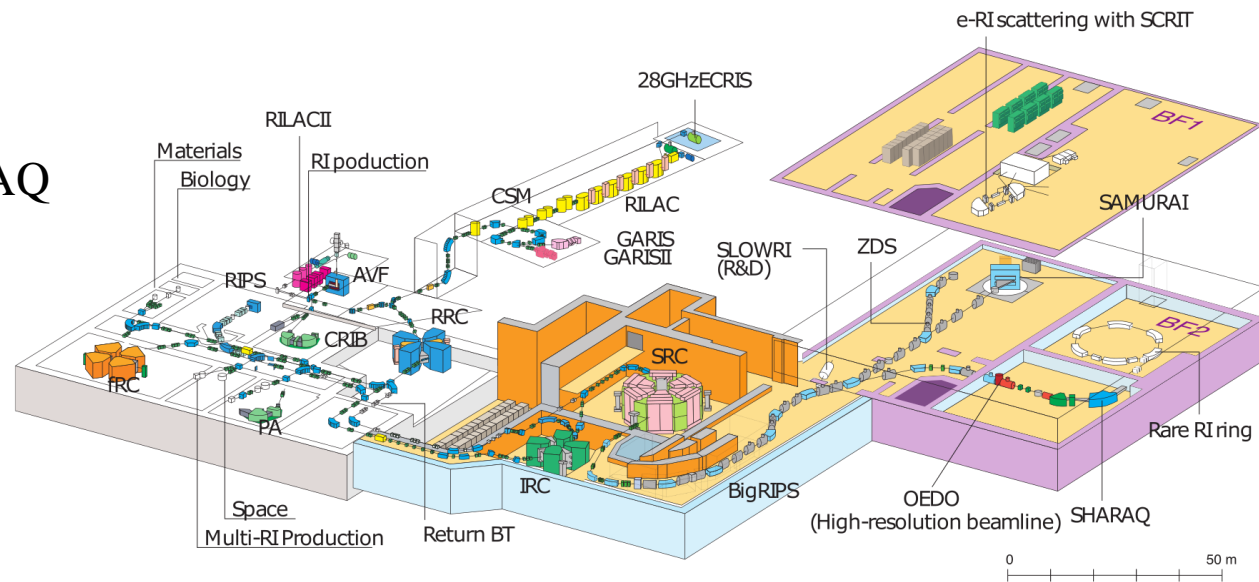 e-RI scattering with SCRIT
28GHzECRIS
RILACII
BF1
Materials
RI poduction
AQ
Biology
CSM
RILAC
SAMURAI
GARIS
GARISII
SLOWRI
(R&D)
ZDS
RIPS
AVF
RRC
BF2
CRIB
SRC
fRC
PA
Rare RI ring
IRC
BigRIPS
OEDO
(High-resolution beamline)
SHARAQ
Space
Multi-RI Production
Return BT
0
50 m